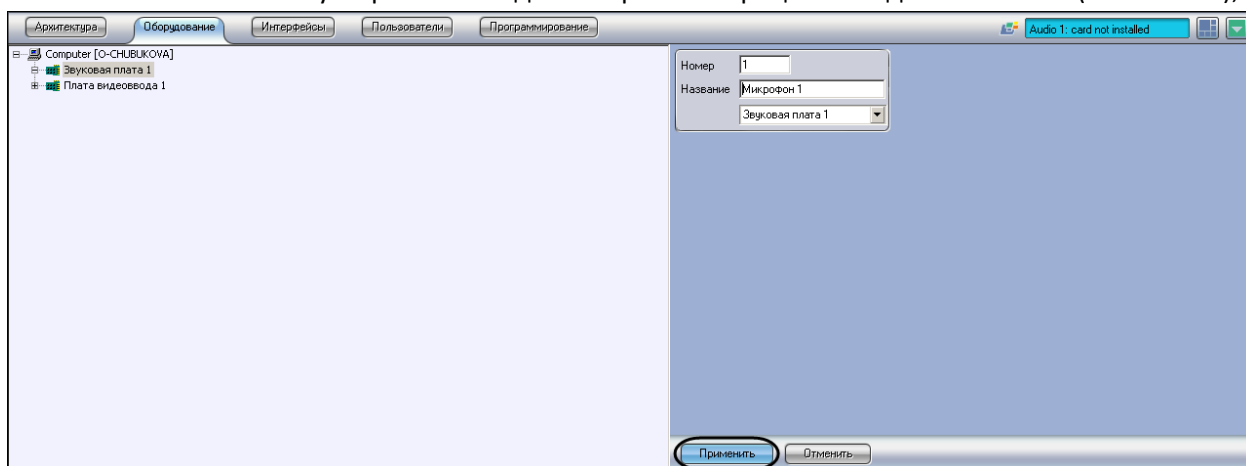 Архитектура Оборудование Интерфейсы Пользователи Программирование Audio 1: card not installed
Computer [O-CHUBUKOVA]
Звуковая плата 1
Плата видеоввода 1
Номер 1
Название Микрофон 1
Звуковая плата 1
Применить Отменить